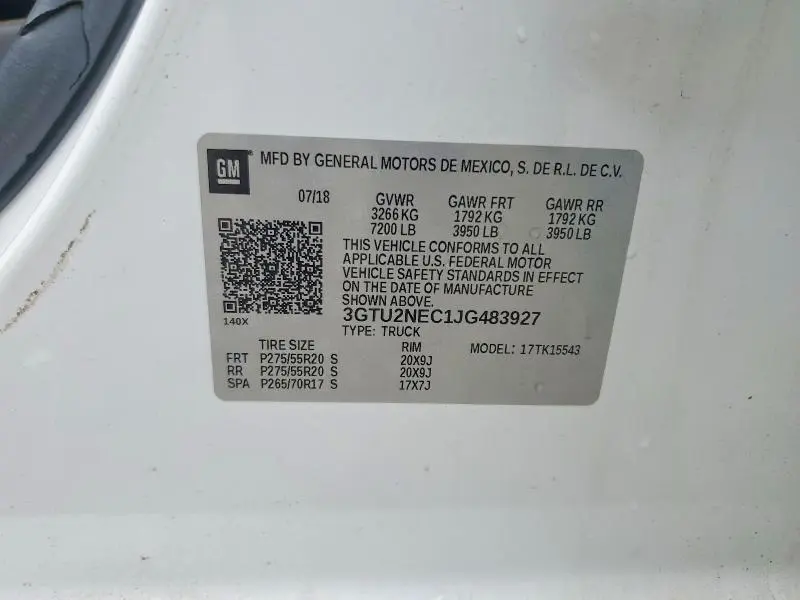 GM MFD BY GENERAL MOTORS DE MEXICO, S. DE R.L. DE C.V.
07/18 GVWR GAWR FRT GAWR RR
3266 KG 1792 KG 1792 KG
7200 LB 3950 LB 3950 LB
THIS VEHICLE CONFORMS TO ALL
APPLICABLE U.S. FEDERAL MOTOR
VEHICLE SAFETY STANDARDS IN EFFECT
ON THE DATE OF MANUFACTURE
SHOWN ABOVE.
140X
3GTU2NEC1JG483927
TYPE: TRUCK
TIRE SIZE RIM MODEL: 17TK15543
FRT P275/55R20 S 20X9J
RR P275/55R20 S 20X9J
SPA P265/70R17 S 17X7J